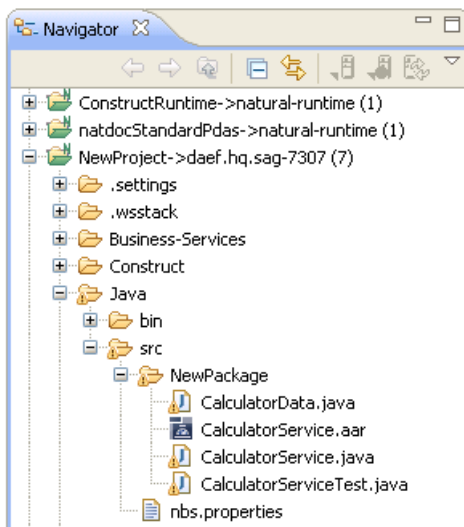 Navigator
ConstructRuntime->natural-runtime (1)
natdocStandardPdas->natural-runtime (1)
NewProject->daef.hq.sag-7307 (7)
.settings
.wsstack
Business-Services
Construct
Java
bin
src
NewPackage
CalculatorData.java
CalculatorService.aar
CalculatorService.java
CalculatorServiceTest.java
nbs.properties